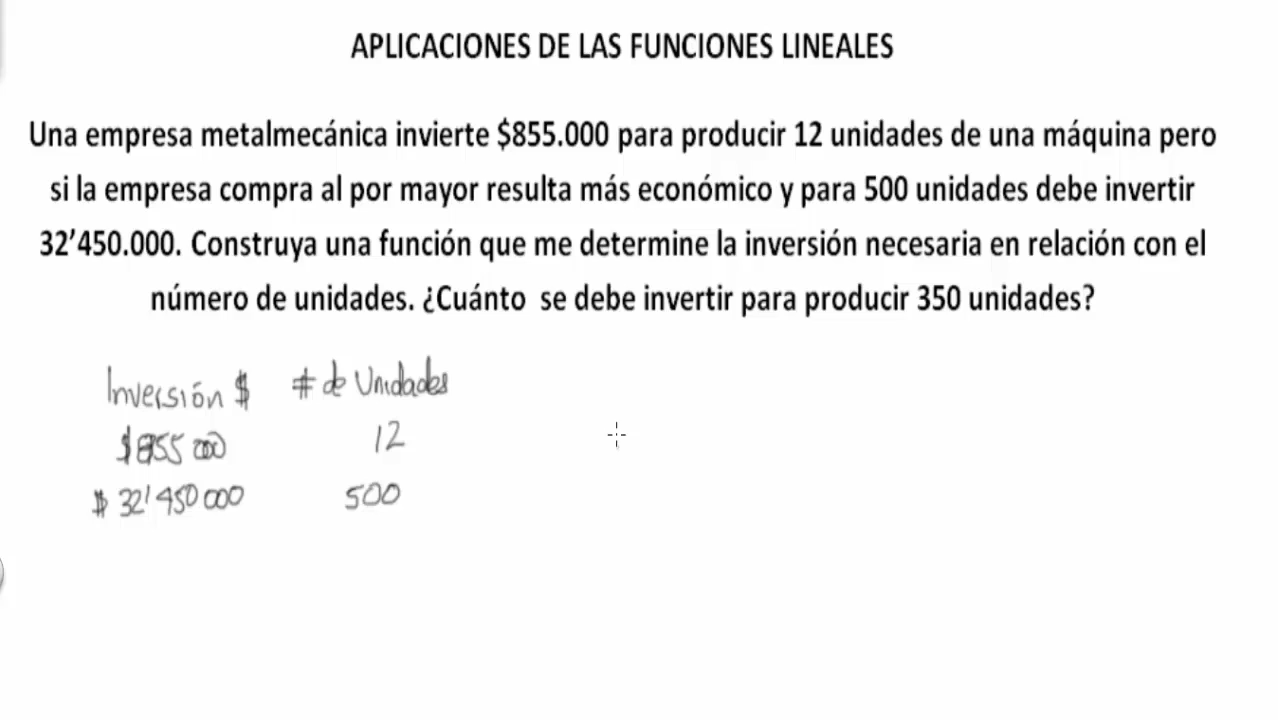 APLICACIONES DE LAS FUNCIONES LINEALES
Una empresa metalmecánica invierte $855.000 para producir 12 unidades de una máquina pero
si la empresa compra al por mayor resulta más económico y para 500 unidades debe invertir
32’450.000. Construya una función que me determine la inversión necesaria en relación con el
número de unidades. ¿Cuánto se debe invertir para producir 350 unidades?
Inversión $ # de Unidades
$855 000 12
$ 32'450 000 500